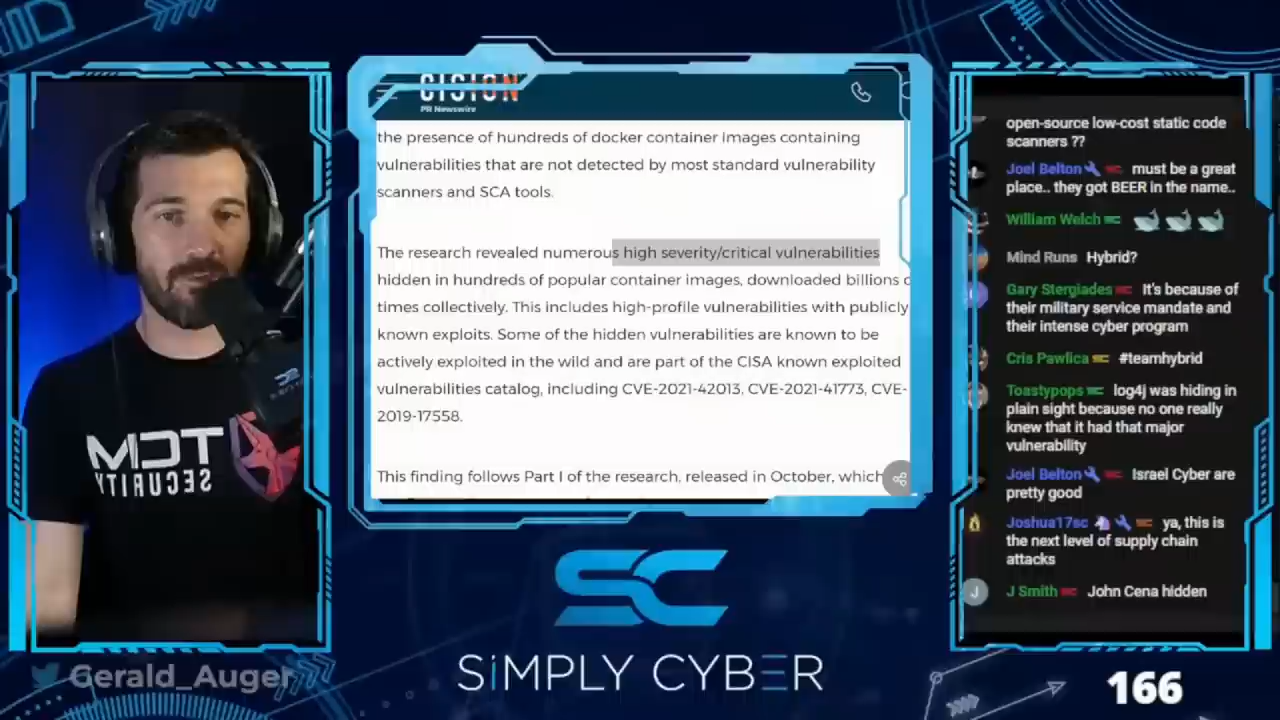 CISION
PR Newswire
the presence of hundreds of docker container images containing
vulnerabilities that are not detected by most standard vulnerability
scanners and SCA tools.
The research revealed numerous high severity/critical vulnerabilities
hidden in hundreds of popular container images, downloaded billions o
times collectively. This includes high-profile vulnerabilities with publicly
known exploits. Some of the hidden vulnerabilities are known to be
actively exploited in the wild and are part of the CISA known exploited
vulnerabilities catalog, including CVE-2021-42013, CVE-2021-41773, CVE-
2019-17558.
This finding follows Part I of the research, released in October, which
MDT
SECURITY
Gerald_Auger
SC
SiMPLY CYBER
open-source low-cost static code
scanners ??
Joel Belton must be a great
place.. they got BEER in the name..
William Welch
Mind Runs Hybrid?
Gary Stergiades It's because of
their military service mandate and
their intense cyber program
Cris Pawlica #teamhybrid
Toastypops log4j was hiding in
plain sight because no one really
knew that it had that major
vulnerability
Joel Belton Israel Cyber are
pretty good
Joshua17sc ya, this is
the next level of supply chain
attacks
J
J Smith John Cena hidden
166